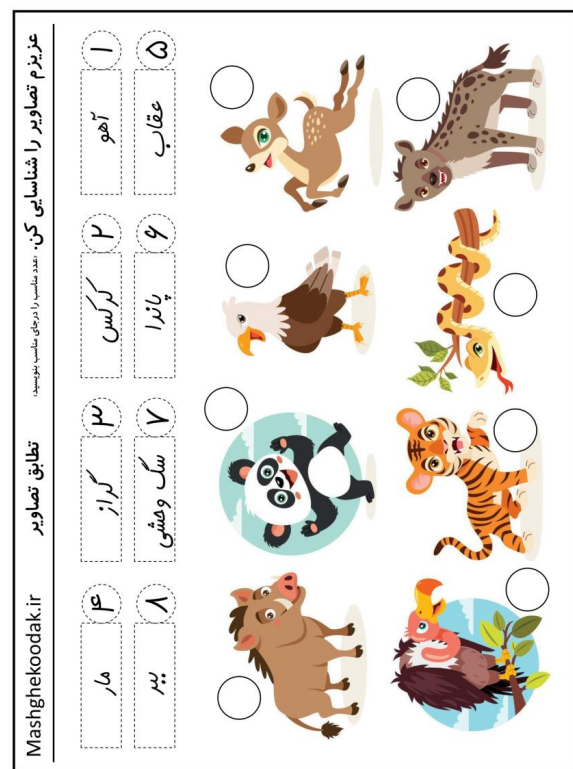 عزیزم تصاویر را شناسایی کن. «عدد مناسب را درجای مناسب بنویسید»
تطابق تصاویر
Mashghekoodak.ir
۱ ۲ ۳ ۴
آهو کرکس گراز مار
۵ ۶ ۷ ۸
عقاب پاندا سگ وحشی ببر